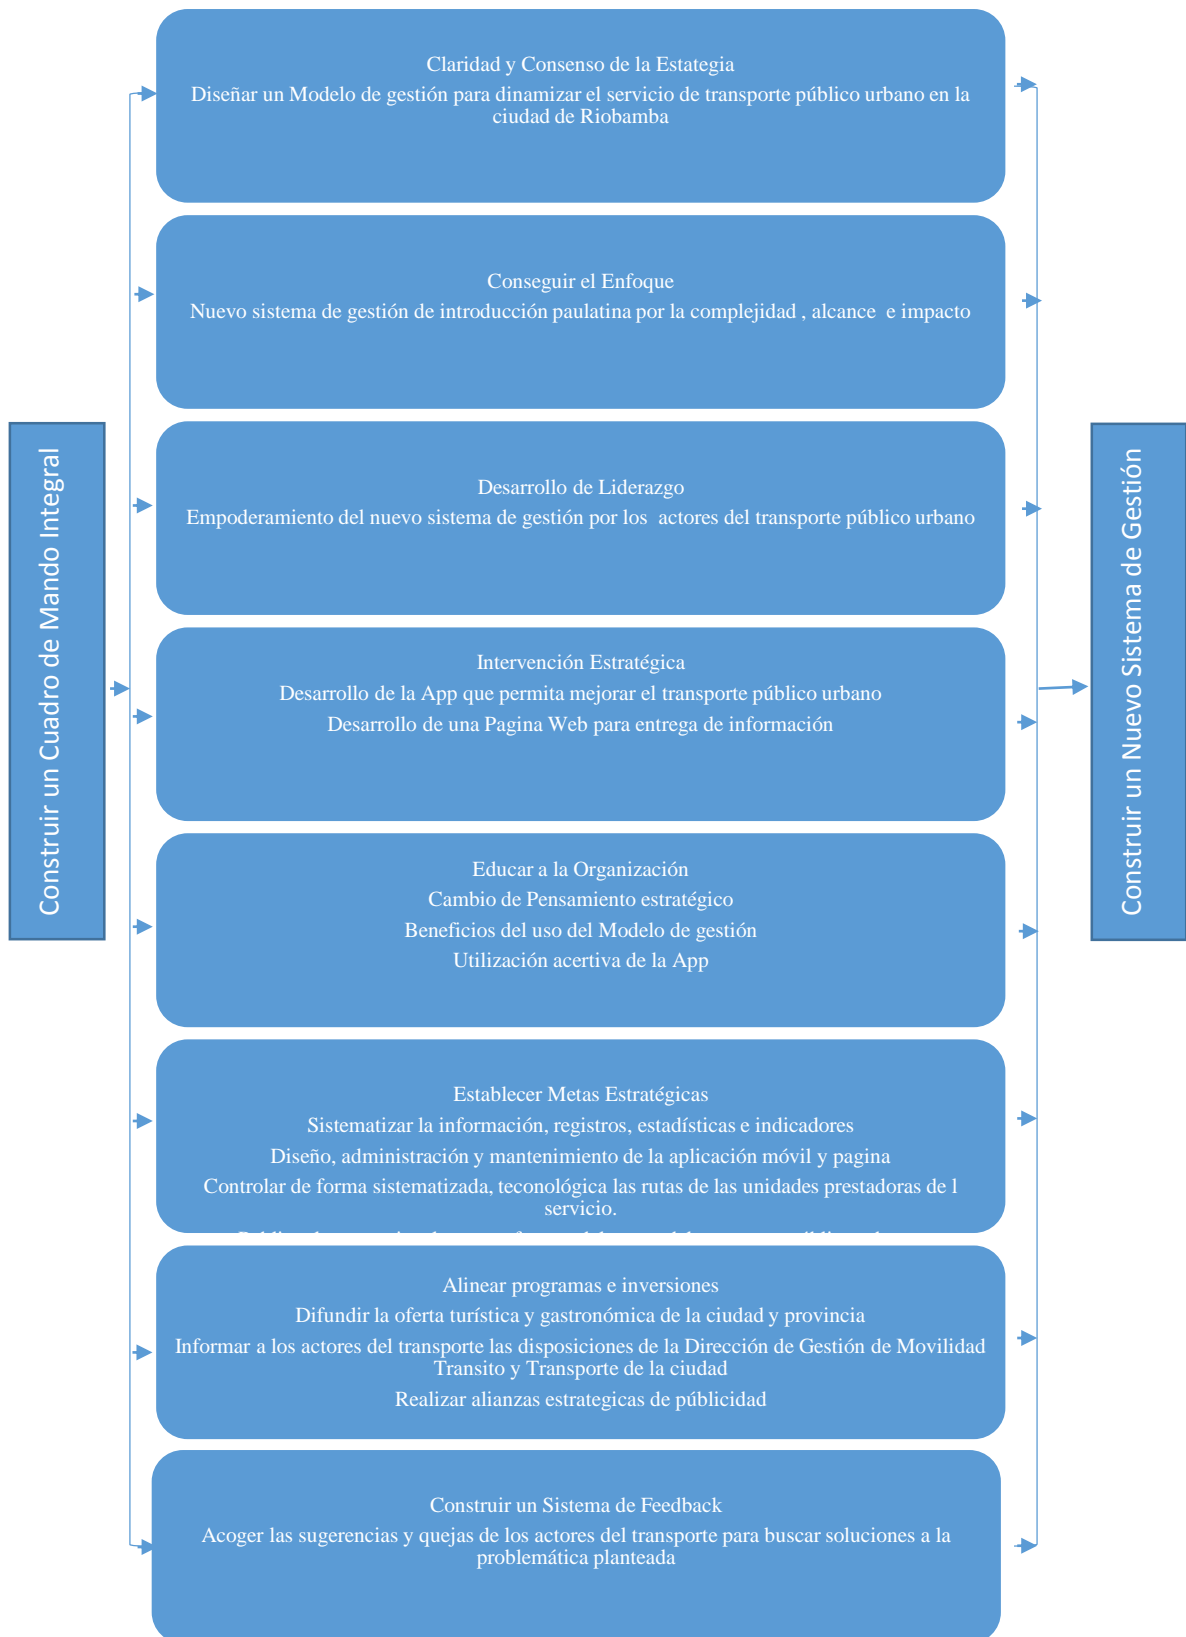 Construir un Cuadro de Mando Integral
Claridad y Consenso de la Estategia
Diseñar un Modelo de gestión para dinamizar el servicio de transporte público urbano en la
ciudad de Riobamba
Conseguir el Enfoque
Nuevo sistema de gestión de introducción paulatina por la complejidad , alcance  e impacto
Desarrollo de Liderazgo
Empoderamiento del nuevo sistema de gestión por los  actores del transporte público urbano
Intervención Estratégica
Desarrollo de la App que permita mejorar el transporte público urbano
Desarrollo de una Pagina Web para entrega de información
Educar a la Organización
Cambio de Pensamiento estratégico
Beneficios del uso del Modelo de gestión
Utilización acertiva de la App
Establecer Metas Estratégicas
Sistematizar la información, registros, estadísticas e indicadores
Diseño, administración y mantenimiento de la aplicación móvil y pagina
Controlar de forma sistematizada, teconológica las rutas de las unidades prestadoras de l
servicio.
Alinear programas e inversiones
Difundir la oferta turística y gastronómica de la ciudad y provincia
Informar a los actores del transporte las disposiciones de la Dirección de Gestión de Movilidad
Transito y Transporte de la ciudad
Realizar alianzas estrategicas de públicidad
Construir un Sistema de Feedback
Acoger las sugerencias y quejas de los actores del transporte para buscar soluciones a la
problemática planteada
Construir un Nuevo Sistema de Gestión